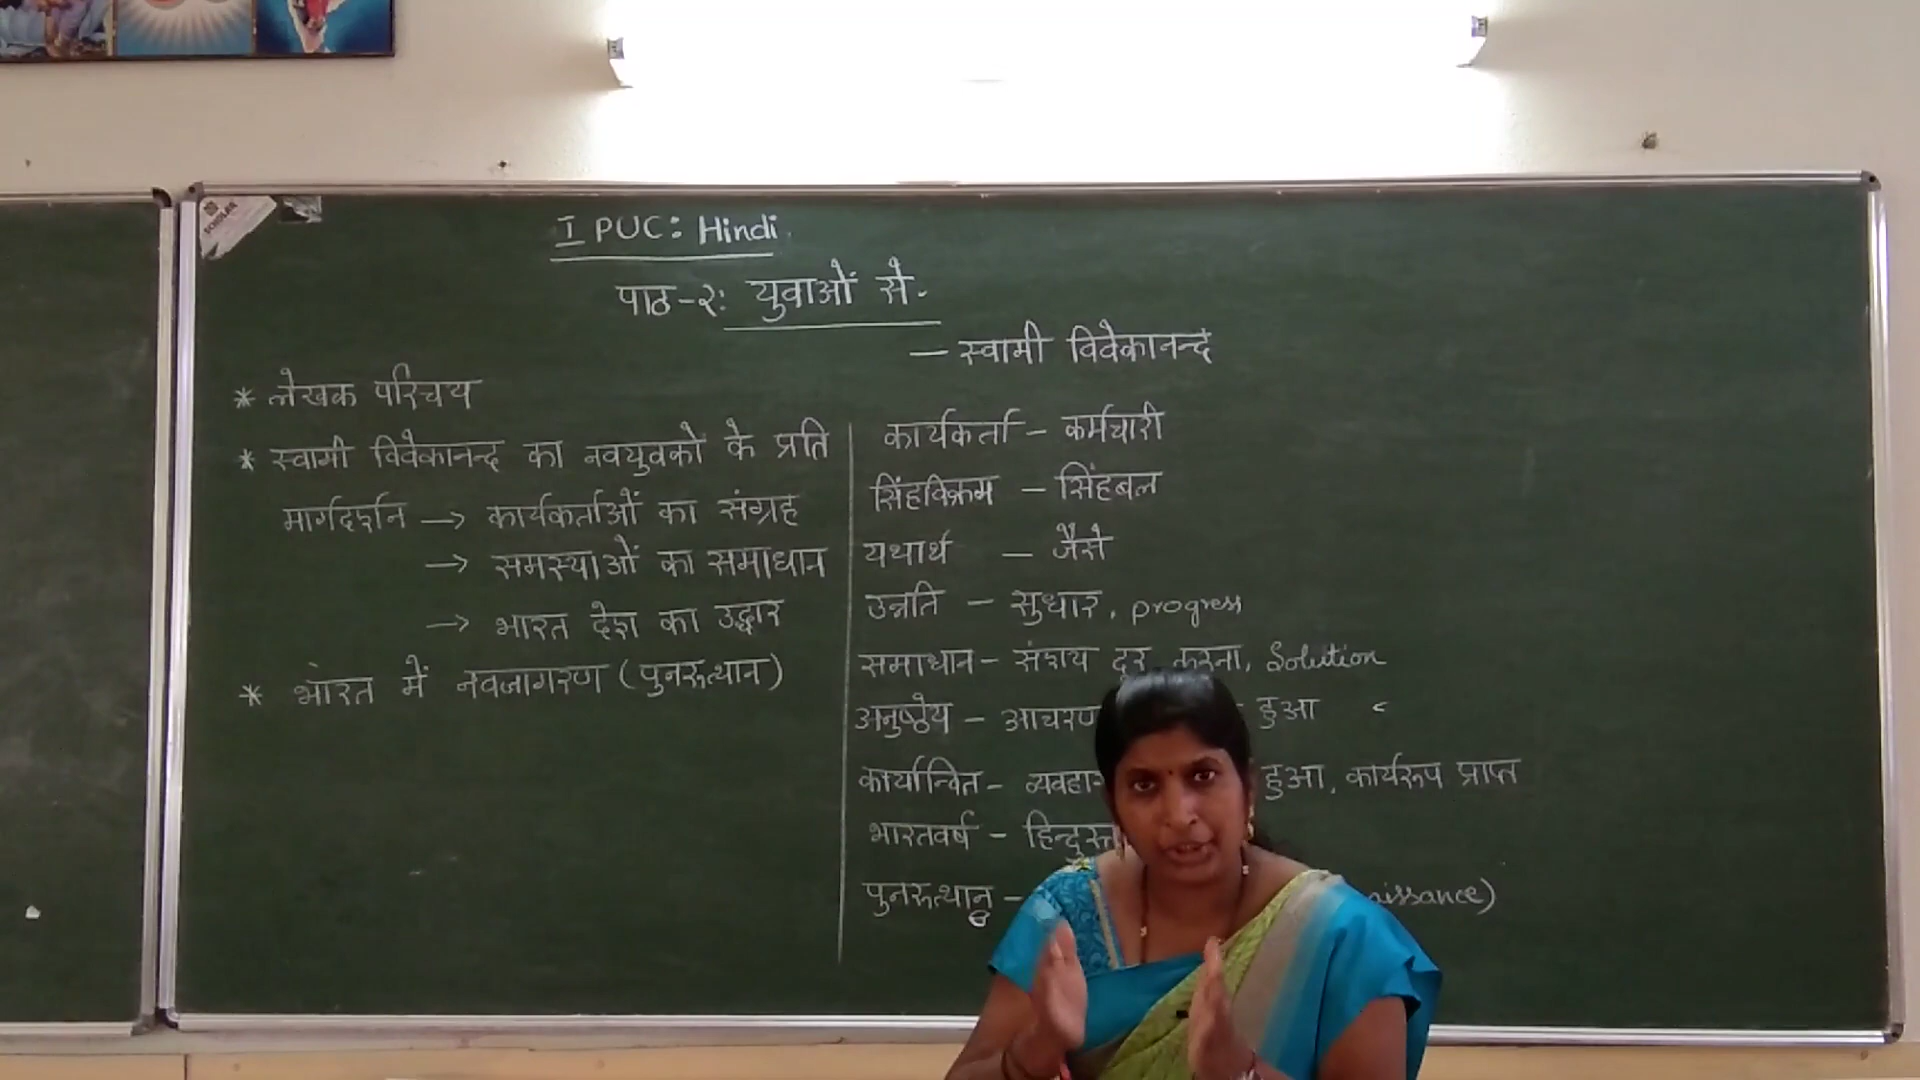 SCHOLAR
I PUC: Hindi.
पाठ-२: युवाओं से.
— स्वामी विवेकानन्द
* लेखक परिचय
* स्वामी विवेकानन्द का नवयुवकों के प्रति
मार्गदर्शन → कार्यकर्ताओं का संग्रह
→ समस्याओं का समाधान
→ भारत देश का उद्धार
* भारत में नवजागरण (पुनरुत्थान)
कार्यकर्ता – कर्मचारी
सिंहविक्रम – सिंहबल
यथार्थ – जैसे
उन्नति – सुधार, progress
समाधान – संशय दूर करना, Solution
अनुष्ठेय – आचरण हुआ
कार्यान्वित – हुआ, कार्यरूप प्राप्त
भारतवर्ष –
पुनरुत्थान –